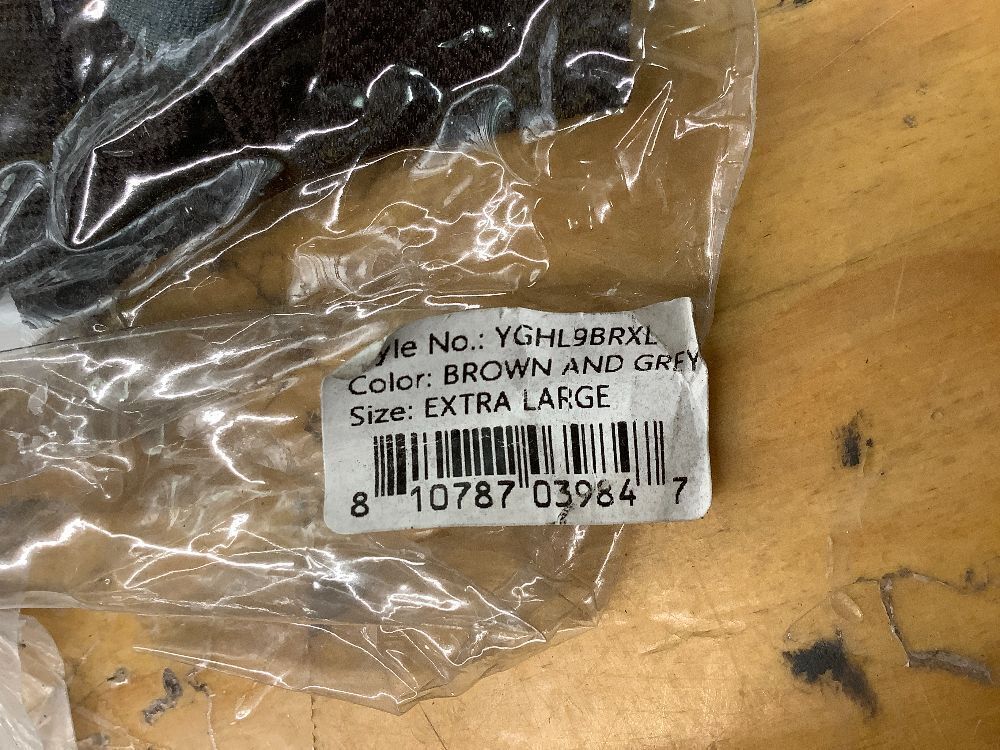 yle No.: YGHL9BRXL
Color: BROWN AND GREY
Size: EXTRA LARGE
8 10787 03984 7